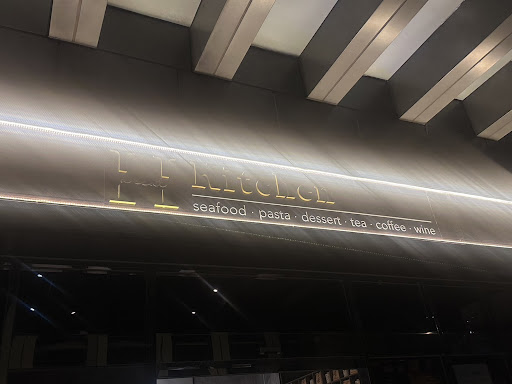 H kitchen
seafood · pasta · dessert · tea · coffee · wine